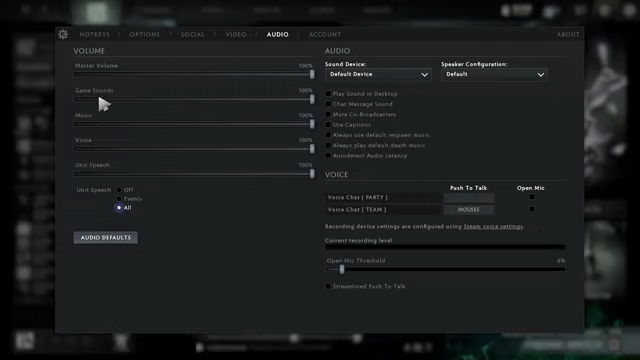 HOTKEYS / OPTIONS / SOCIAL / VIDEO / AUDIO / ACCOUNT ABOUT
VOLUME
Master Volume 100%
Game Sounds 100%
Music 100%
Voice 100%
Unit Speech 100%
Unit Speech Off
Events
All
AUDIO DEFAULTS
AUDIO
Sound Device: Speaker Configuration:
Default Device Default
Play Sound in Desktop
Chat Message Sound
Mute Co-Broadcasters
Use Captions
Always use default respawn music
Always play default death music
Autodetect Audio Latency
VOICE
Push To Talk Open Mic
Voice Chat ( PARTY )
Voice Chat ( TEAM ) MOUSE5
Recording device settings are configured using Steam voice settings.
Current recording level
Open Mic Threshold 6%
Streamlined Push To Talk